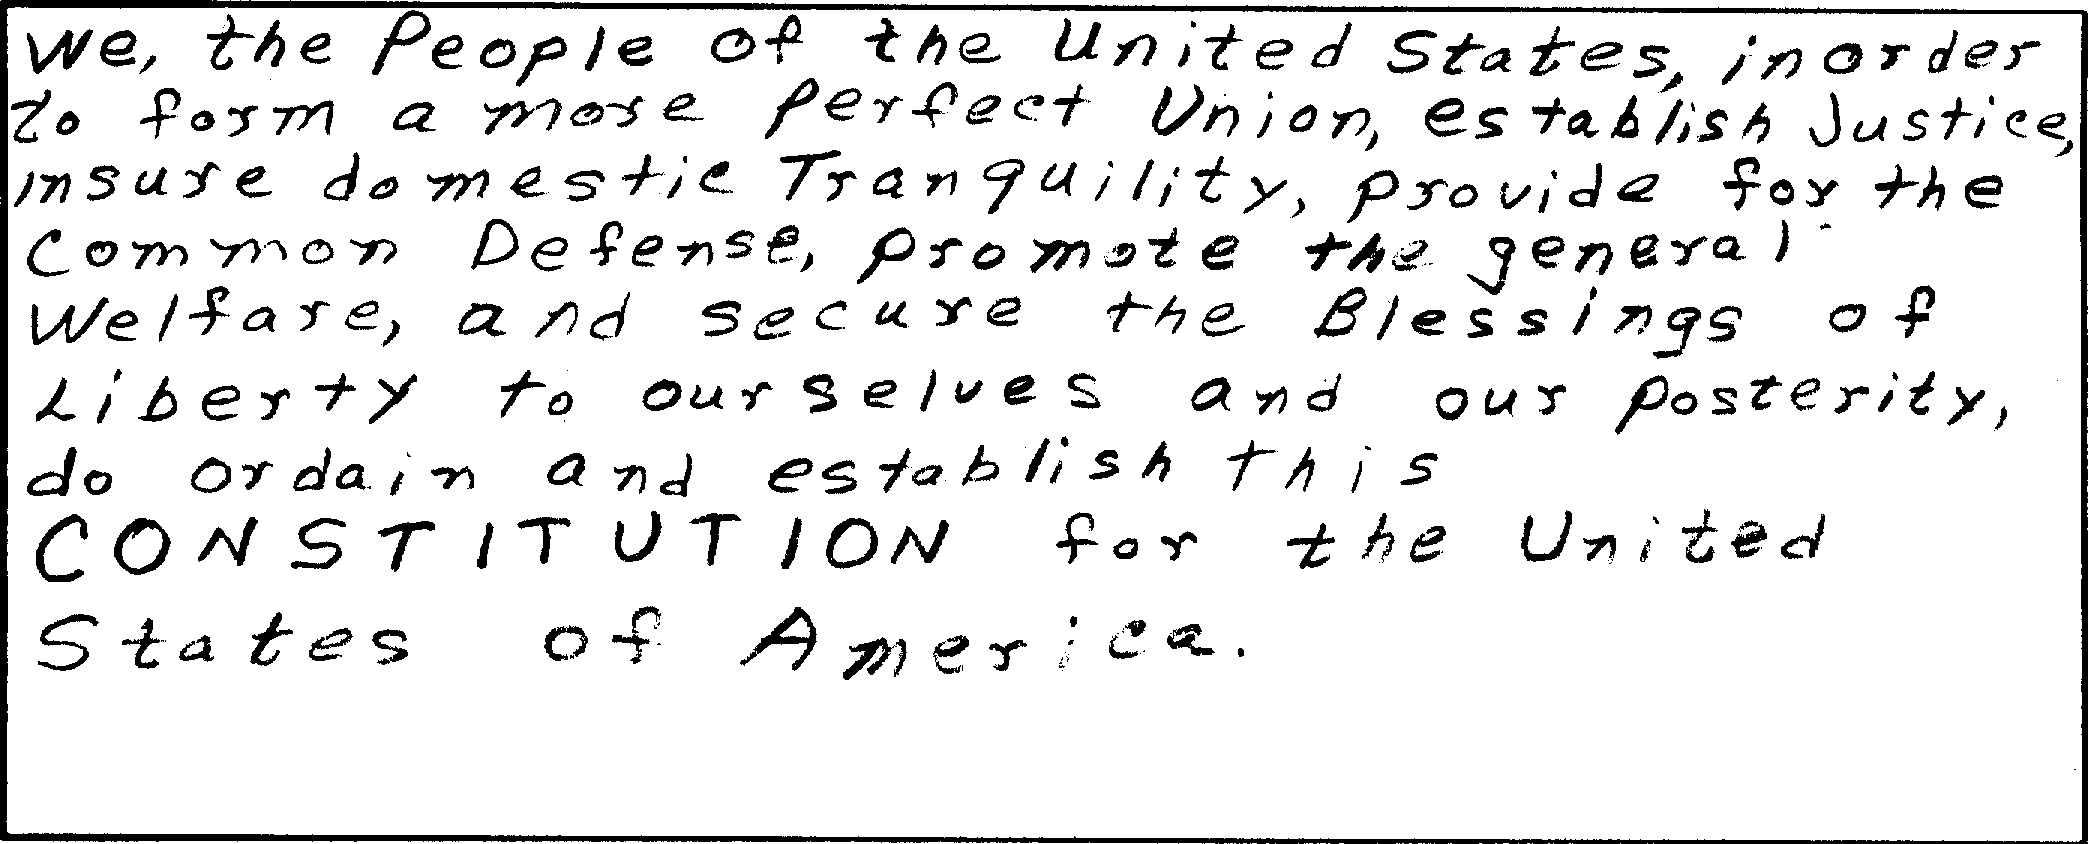 We, the People of the United States, in order
to form a more perfect Union, establish Justice,
insure domestic Tranquility, provide for the
Common Defense, promote the general
Welfare, and secure the Blessings of
Liberty to ourselves and our posterity,
do ordain and establish this
CONSTITUTION for the United
States of America.